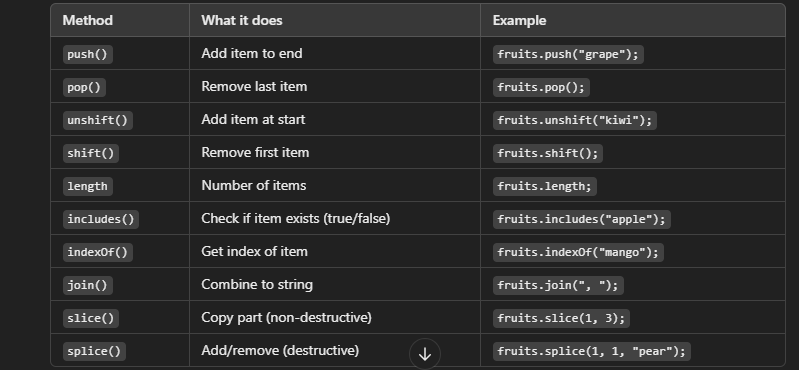 Method What it does Example
push() Add item to end fruits.push("grape");
pop() Remove last item fruits.pop();
unshift() Add item at start fruits.unshift("kiwi");
shift() Remove first item fruits.shift();
length Number of items fruits.length;
includes() Check if item exists (true/false) fruits.includes("apple");
indexOf() Get index of item fruits.indexOf("mango");
join() Combine to string fruits.join(", ");
slice() Copy part (non-destructive) fruits.slice(1, 3);
splice() Add/remove (destructive) fruits.splice(1, 1, "pear");